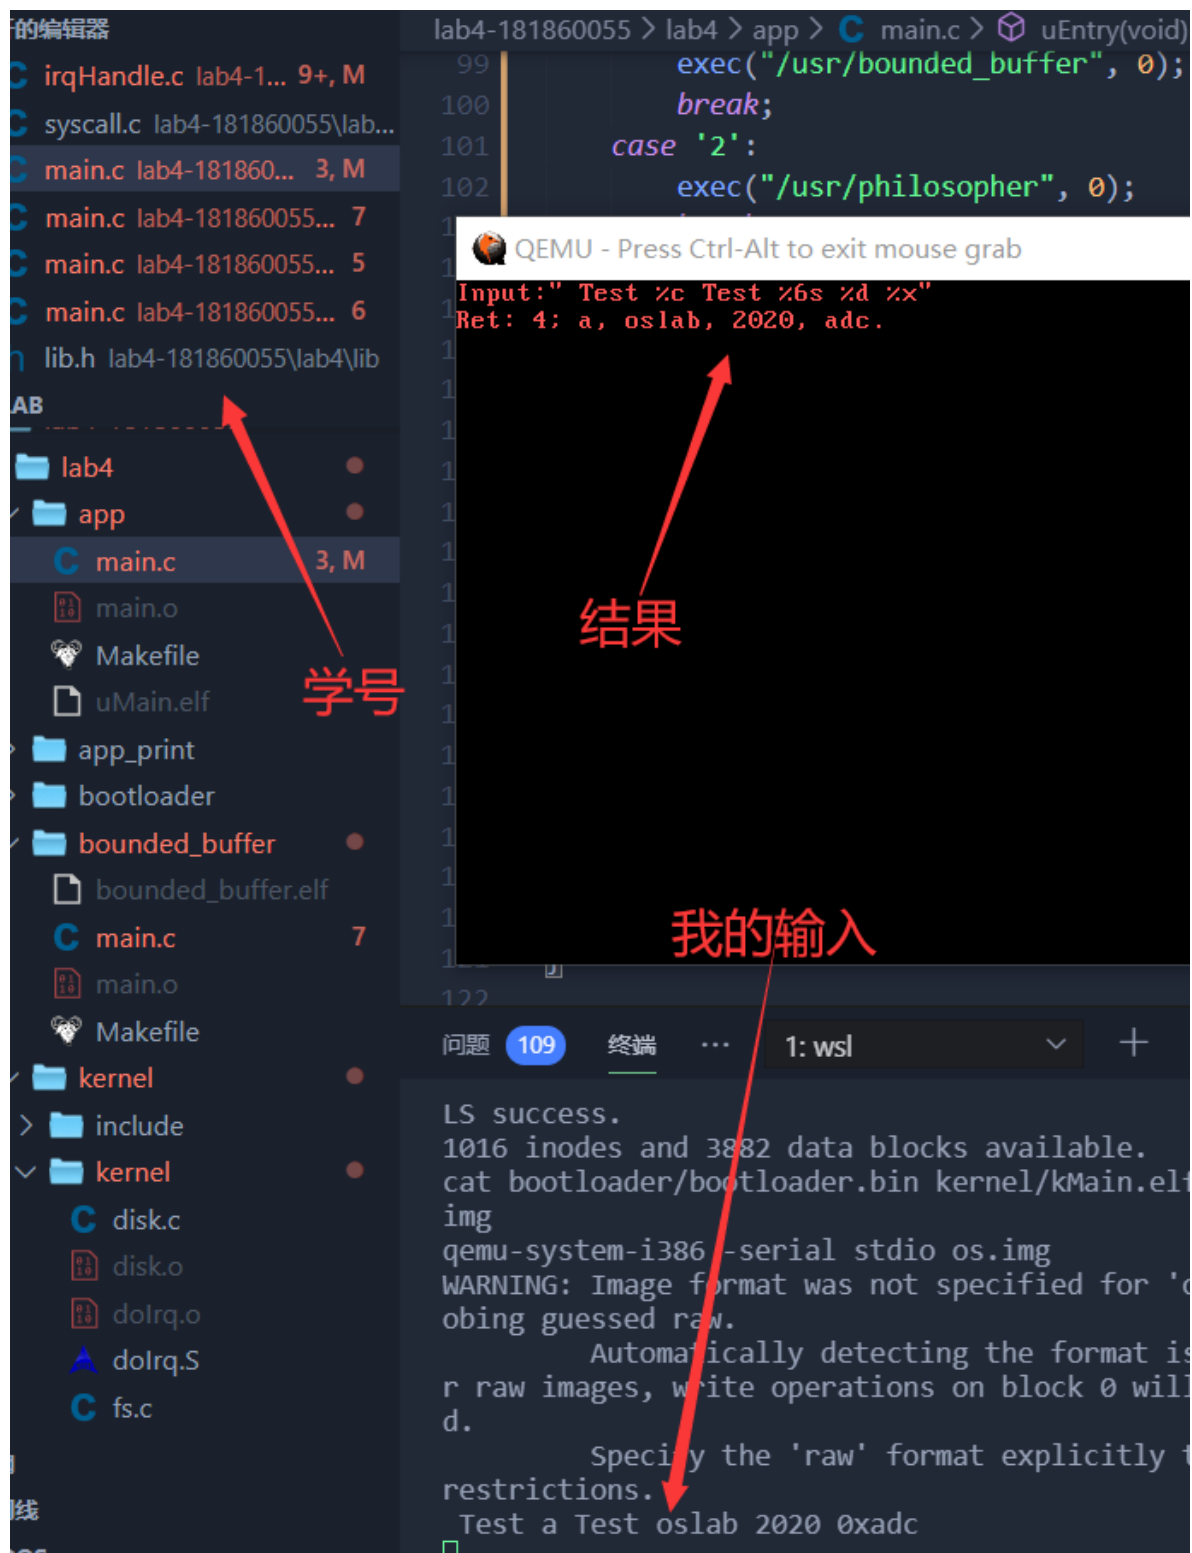 的编辑器
irqHandle.c lab4-1... 9+, M
syscall.c lab4-181860055\lab...
main.c lab4-181860... 3, M
main.c lab4-181860055... 7
main.c lab4-181860055... 5
main.c lab4-181860055... 6
lib.h lab4-181860055\lab4\lib
LAB
lab4
app
main.c 3, M
main.o
Makefile
uMain.elf
学号
app_print
bootloader
bounded_buffer
bounded_buffer.elf
main.c 7
main.o
Makefile
kernel
include
kernel
disk.c
disk.o
doIrq.o
doIrq.S
fs.c
线
lab4-181860055 > lab4 > app > C main.c > uEntry(void)
99 exec("/usr/bounded_buffer", 0);
100 break;
101 case '2':
102 exec("/usr/philosopher", 0);
QEMU - Press Ctrl-Alt to exit mouse grab
Input:" Test %c Test %6s %d %x"
Ret: 4; a, oslab, 2020, adc.
结果
我的输入
122
问题 109 终端 ··· 1: wsl
LS success.
1016 inodes and 3882 data blocks available.
cat bootloader/bootloader.bin kernel/kMain.elf
img
qemu-system-i386 -serial stdio os.img
WARNING: Image format was not specified for 'o
obing guessed raw.
Automatically detecting the format is
r raw images, write operations on block 0 will
d.
Specify the 'raw' format explicitly t
restrictions.
Test a Test oslab 2020 0xadc